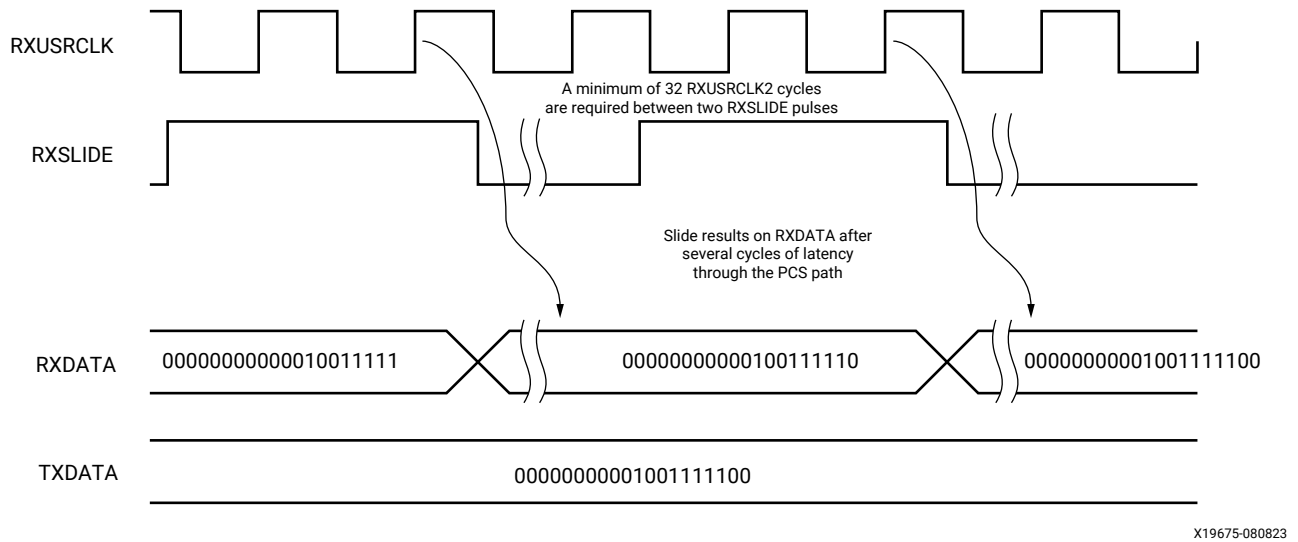 RXUSRCLK
A minimum of 32 RXUSRCLK2 cycles
are required between two RXSLIDE pulses
RXSLIDE
Slide results on RXDATA after
several cycles of latency
through the PCS path
RXDATA
00000000000010011111
00000000000100111110
00000000001001111100
TXDATA
00000000001001111100
X19675-080823